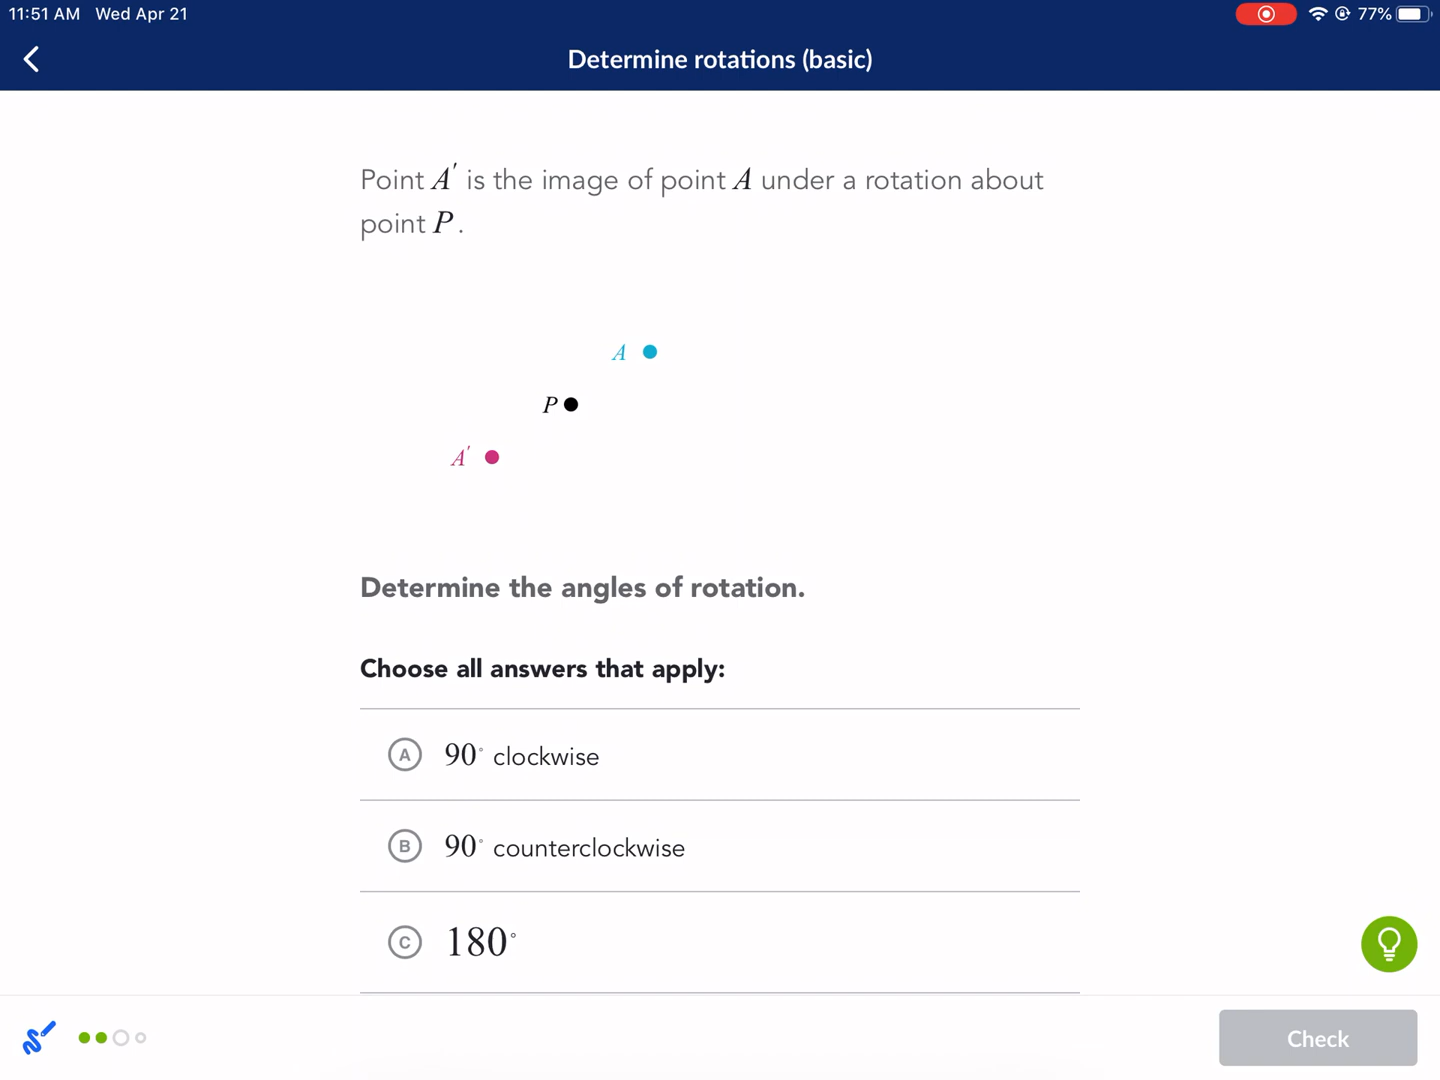 11:51 AM Wed Apr 21
77%
Determine rotations (basic)
Point A′ is the image of point A under a rotation about
point P.
A
P
A′
Determine the angles of rotation.
Choose all answers that apply:
A 90° clockwise
B 90° counterclockwise
C 180°
Check